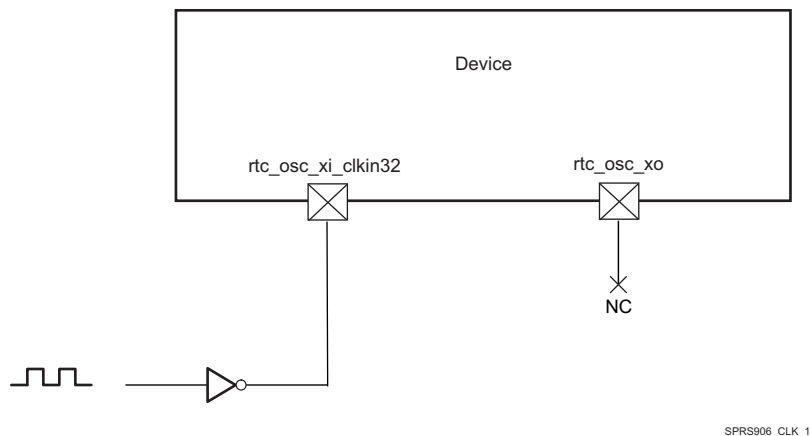 Device
rtc_osc_xi_clkin32
rtc_osc_xo
NC
SPRS906_CLK_1